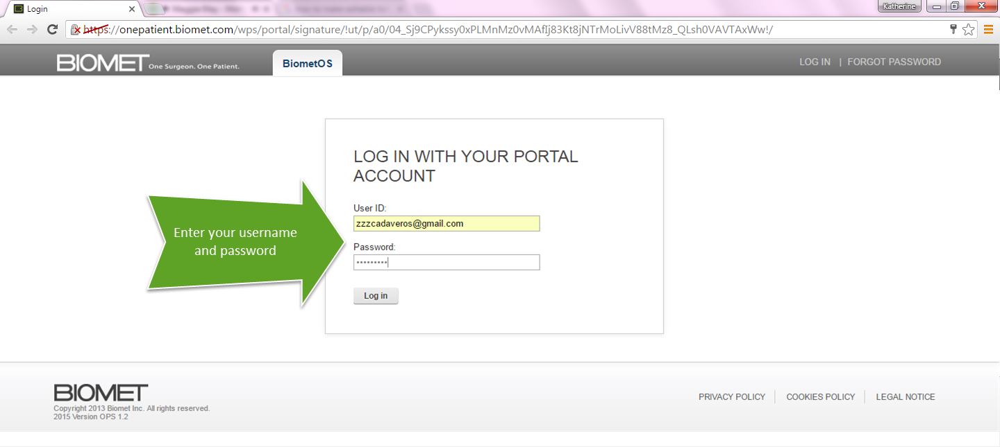 Login
Katherine
https://onepatient.biomet.com/wps/portal/signature/!ut/p/a0/04_Sj9CPykssy0xPLMnMz0vMAfIj83Kt8jNTrMoLivV88tMz8_QLsh0VAVTAxWw!/
BIOMET One Surgeon. One Patient.
BiometOS
LOG IN | FORGOT PASSWORD
LOG IN WITH YOUR PORTAL
ACCOUNT
User ID:
zzzcadaveros@gmail.com
Enter your username
and password
Password:
•••••••••
Log in
BIOMET
Copyright 2013 Biomet Inc. All rights reserved.
2015 Version OPS 1.2
PRIVACY POLICY
COOKIES POLICY
LEGAL NOTICE